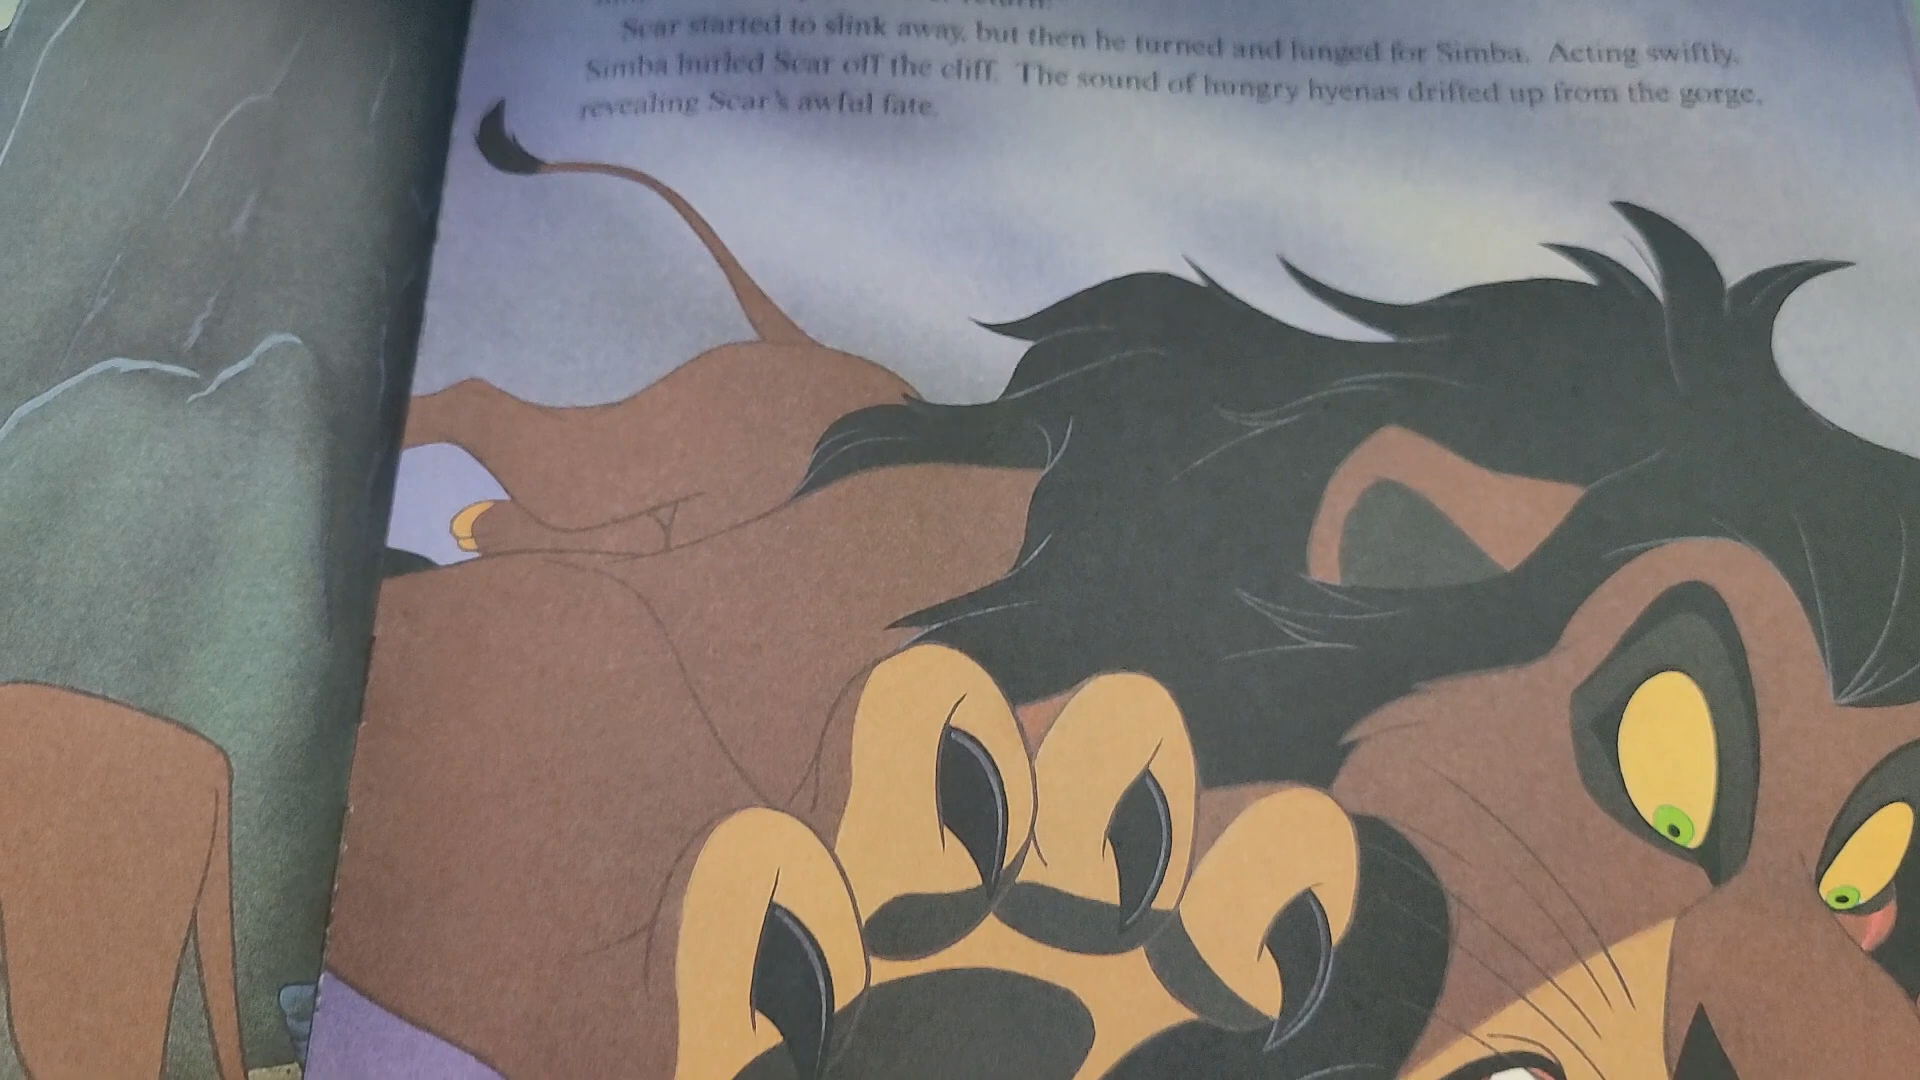 return!
Scar started to slink away, but then he turned and lunged for Simba. Acting swiftly,
Simba hurled Scar off the cliff. The sound of hungry hyenas drifted up from the gorge,
revealing Scar's awful fate.